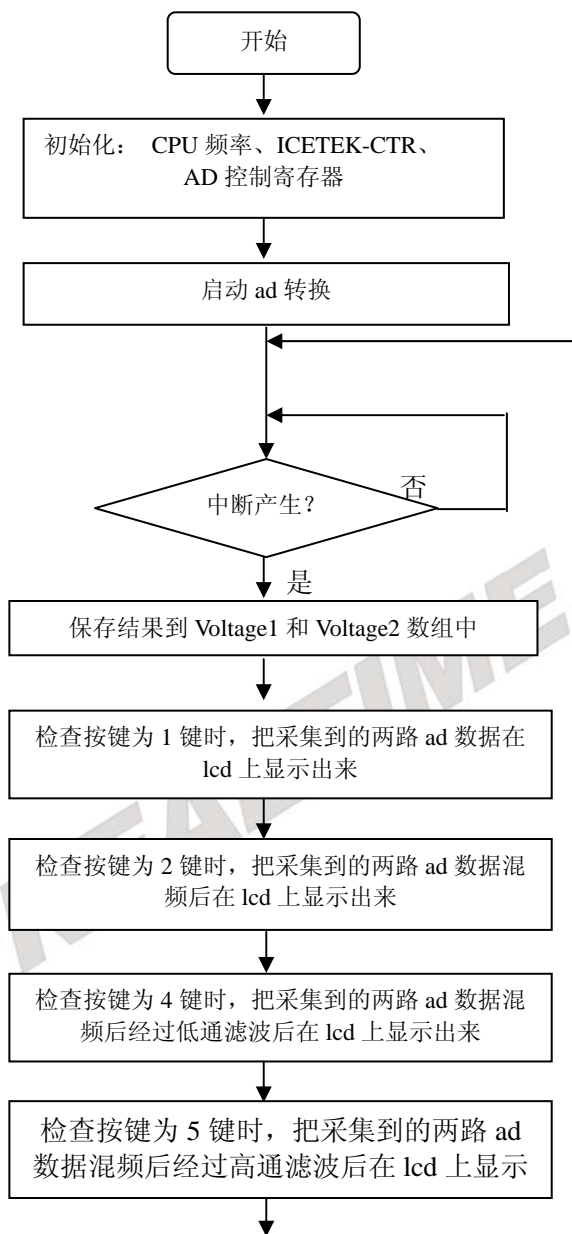 开始
初始化： CPU 频率、ICETEK-CTR、
AD 控制寄存器
启动 ad 转换
中断产生？
否
是
保存结果到 Voltage1 和 Voltage2 数组中
检查按键为 1 键时，把采集到的两路 ad 数据在
lcd 上显示出来
检查按键为 2 键时，把采集到的两路 ad 数据混
频后在 lcd 上显示出来
检查按键为 4 键时，把采集到的两路 ad 数据混
频后经过低通滤波后在 lcd 上显示出来
检查按键为 5 键时，把采集到的两路 ad
数据混频后经过高通滤波后在 lcd 上显示